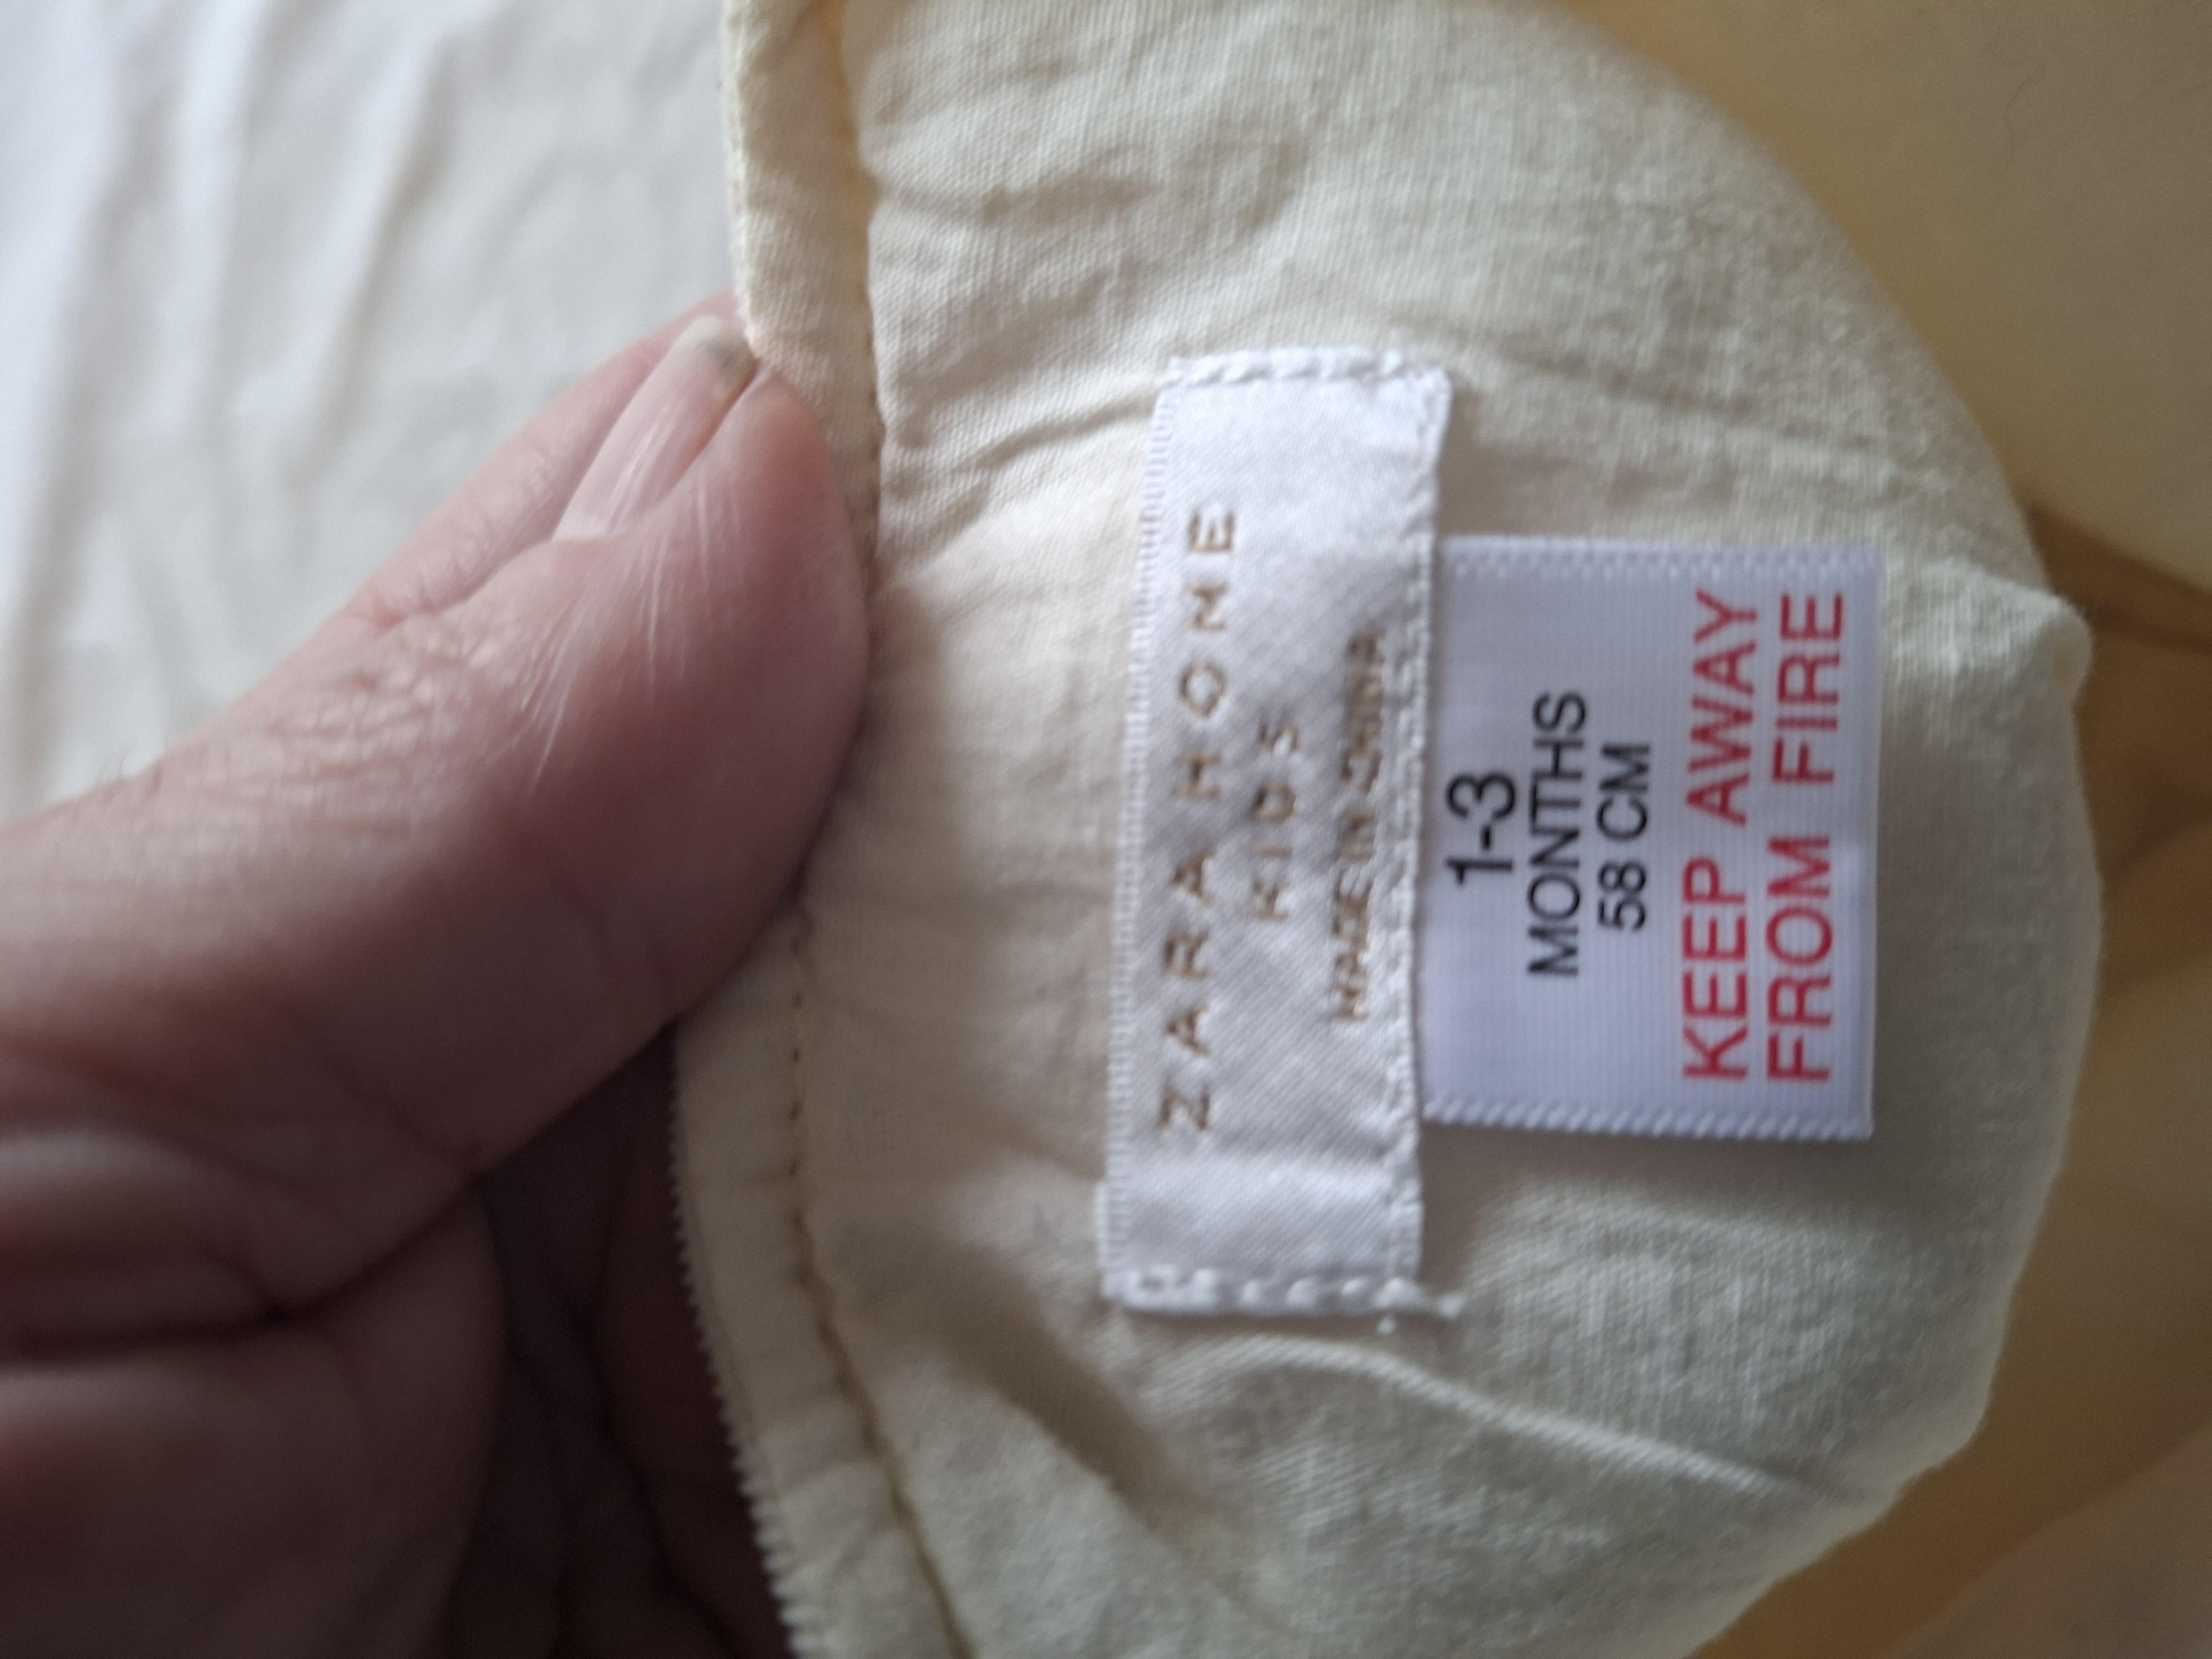 ZARA HOME
KIDS
MADE IN CHINA
1-3
MONTHS
58 CM
KEEP AWAY
FROM FIRE